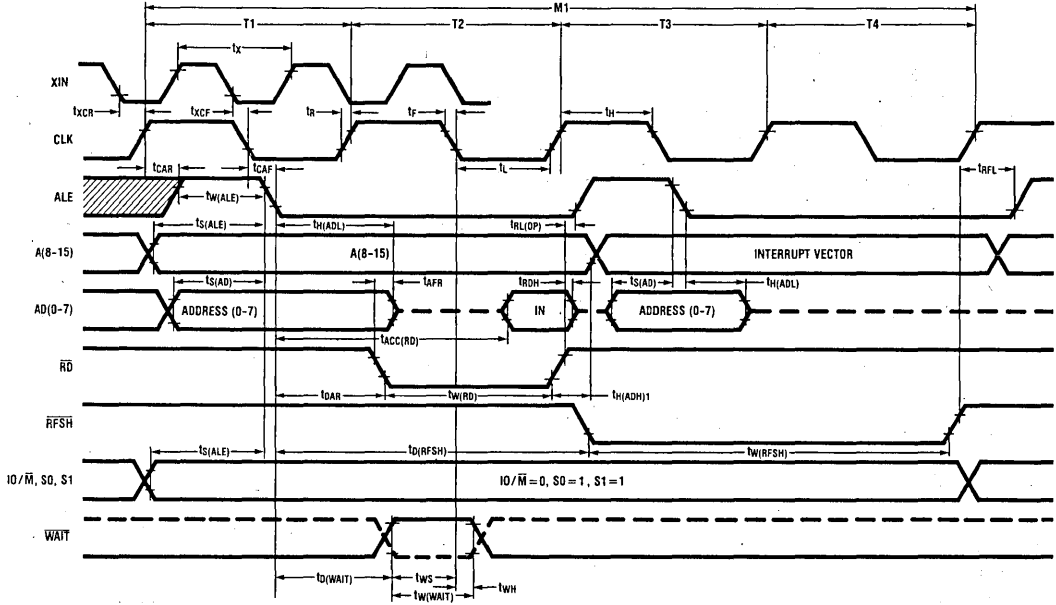 M1
T1 T2 T3 T4
tX
XIN
tXCR tXCF tR tF tH
CLK
tCAR tCAF tL tRFL
ALE
tW(ALE)
tS(ALE) tH(ADL) tRL(OP)
A(8-15) A(8-15) INTERRUPT VECTOR
tS(AD) tAFR tRDH tS(AD) tH(ADL)
AD(0-7) ADDRESS (0-7) IN ADDRESS (0-7)
tACC(RD)
RD
tDAR tW(RD) tH(ADH)1
RFSH
tS(ALE) tD(RFSH) tW(RFSH)
IO/M, S0, S1 IO/M=0, S0=1, S1=1
WAIT
tD(WAIT) tWS tWH
tW(WAIT)